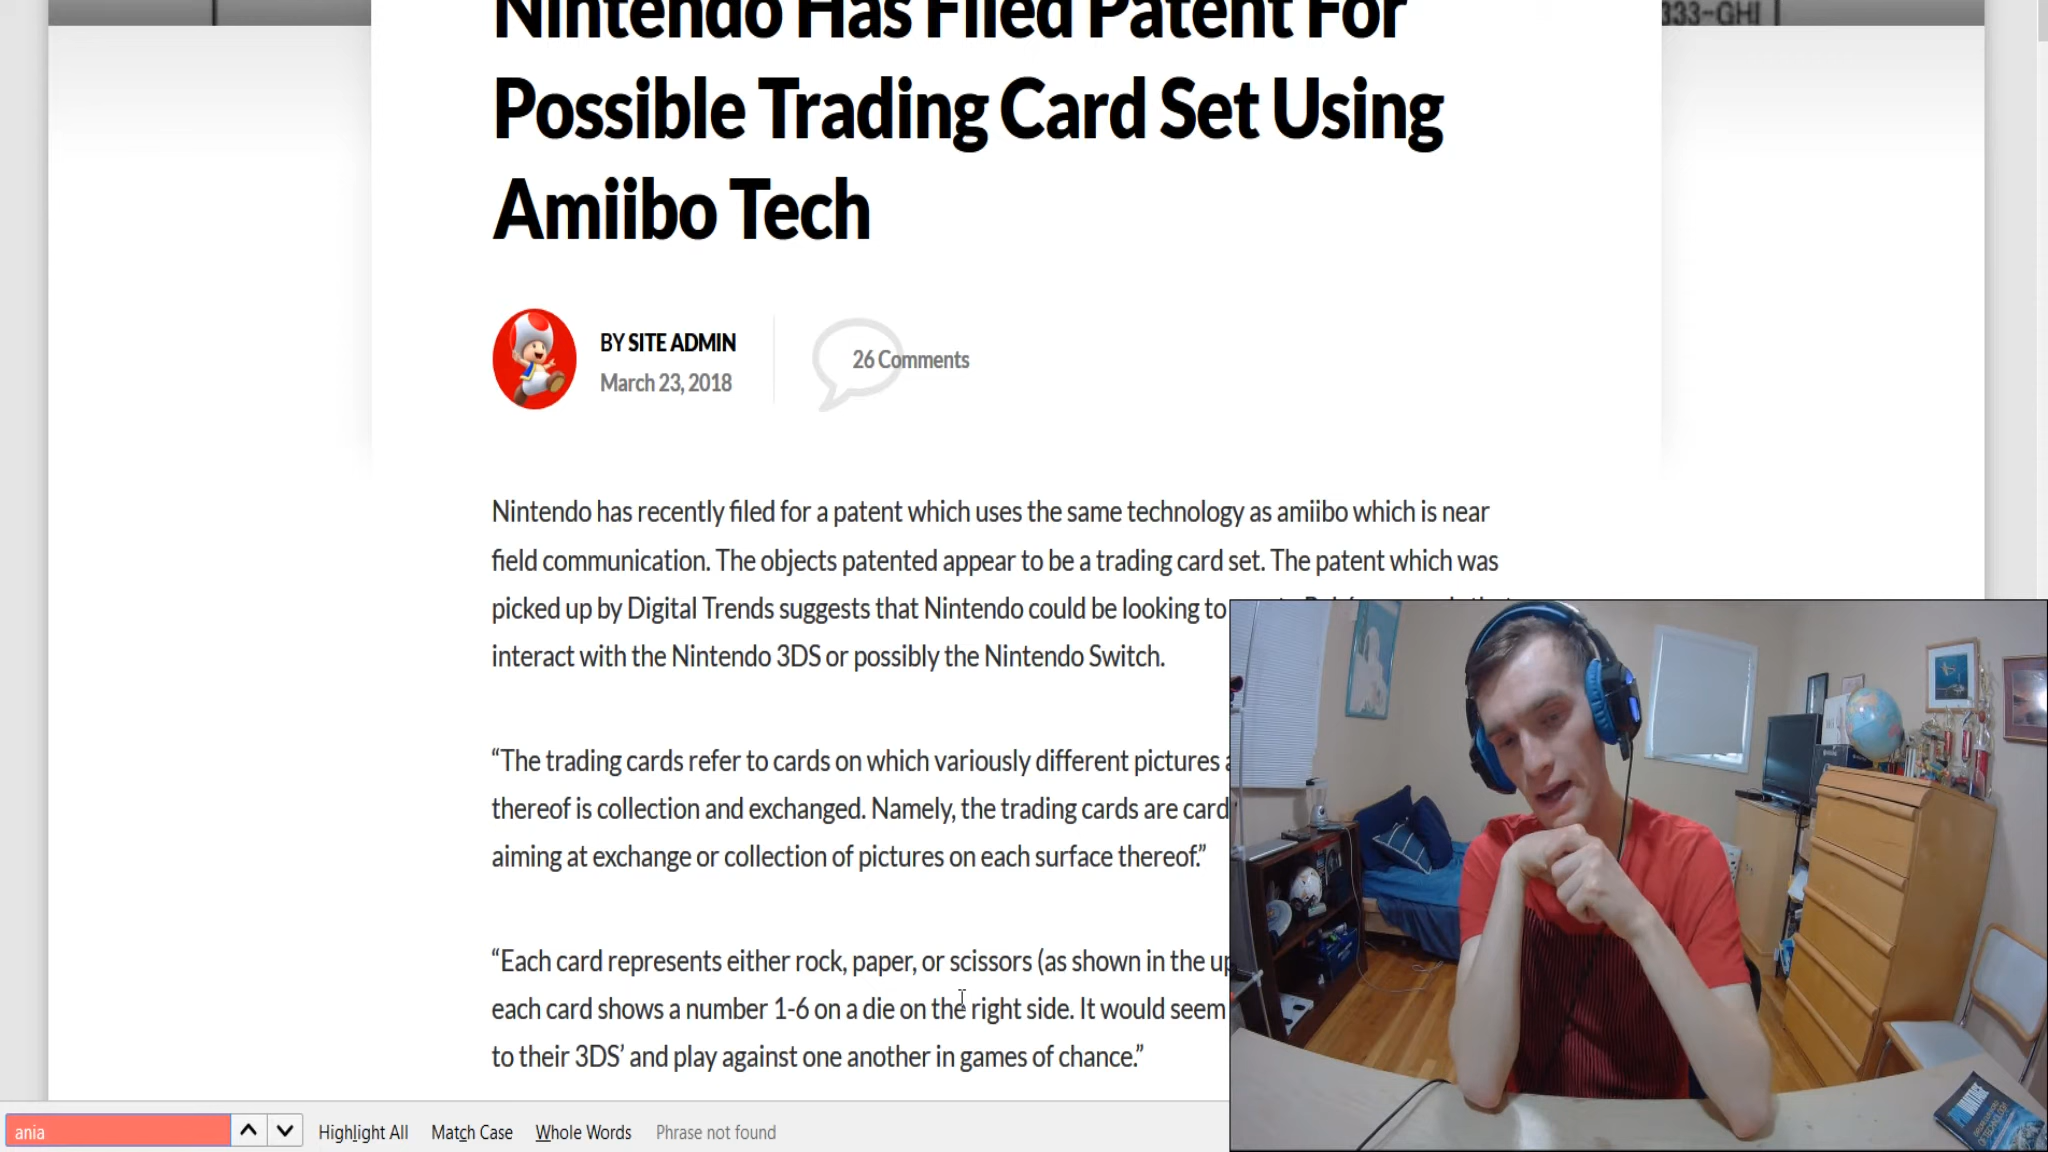 333-GHI
Nintendo Has Filed Patent For
Possible Trading Card Set Using
Amiibo Tech
BY SITE ADMIN
March 23, 2018
26 Comments
Nintendo has recently filed for a patent which uses the same technology as amiibo which is near
field communication. The objects patented appear to be a trading card set. The patent which was
picked up by Digital Trends suggests that Nintendo could be looking to
interact with the Nintendo 3DS or possibly the Nintendo Switch.
“The trading cards refer to cards on which variously different pictures
thereof is collection and exchanged. Namely, the trading cards are card
aiming at exchange or collection of pictures on each surface thereof.”
“Each card represents either rock, paper, or scissors (as shown in the up
each card shows a number 1-6 on a die on the right side. It would seem
to their 3DS’ and play against one another in games of chance.”
ania
Highlight All
Match Case
Whole Words
Phrase not found